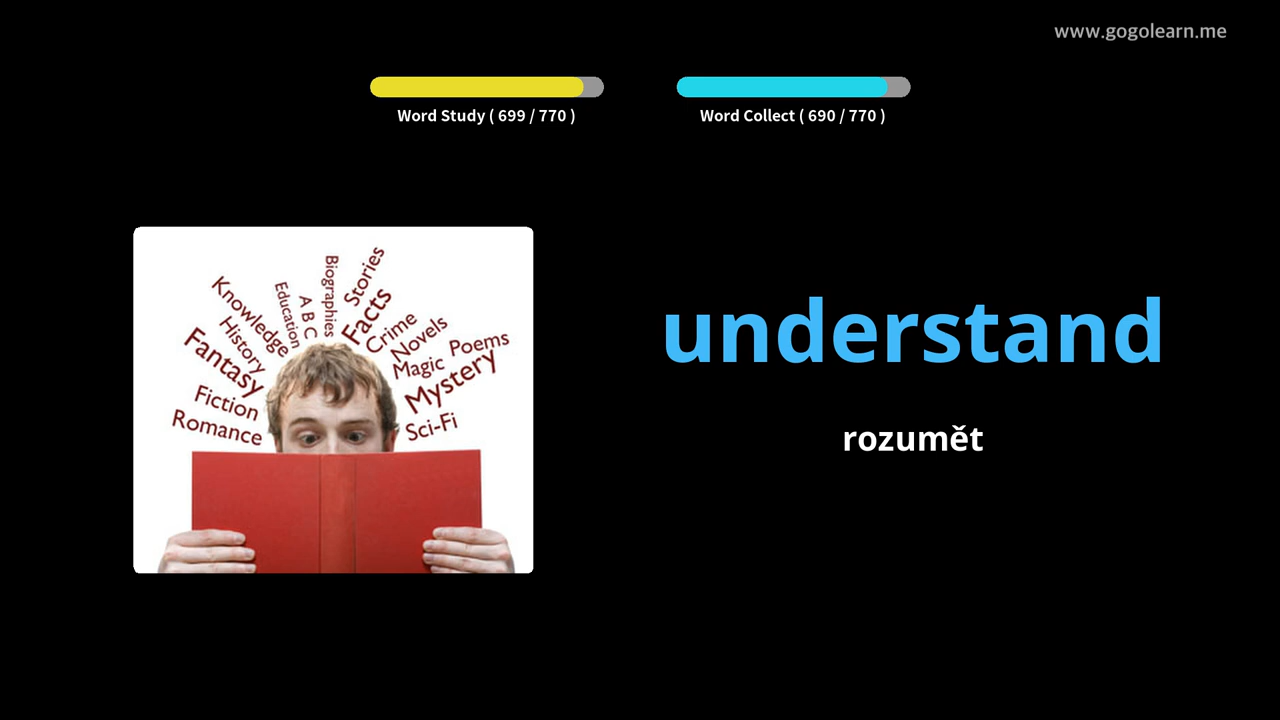 www.gogolearn.me
Word Study ( 699 / 770 )
Word Collect ( 690 / 770 )
understand
rozumět
Knowledge
History
Fantasy
Fiction
Romance
Education
A B C
Biographies
Stories
Facts
Crime
Novels
Magic
Poems
Mystery
Sci-Fi